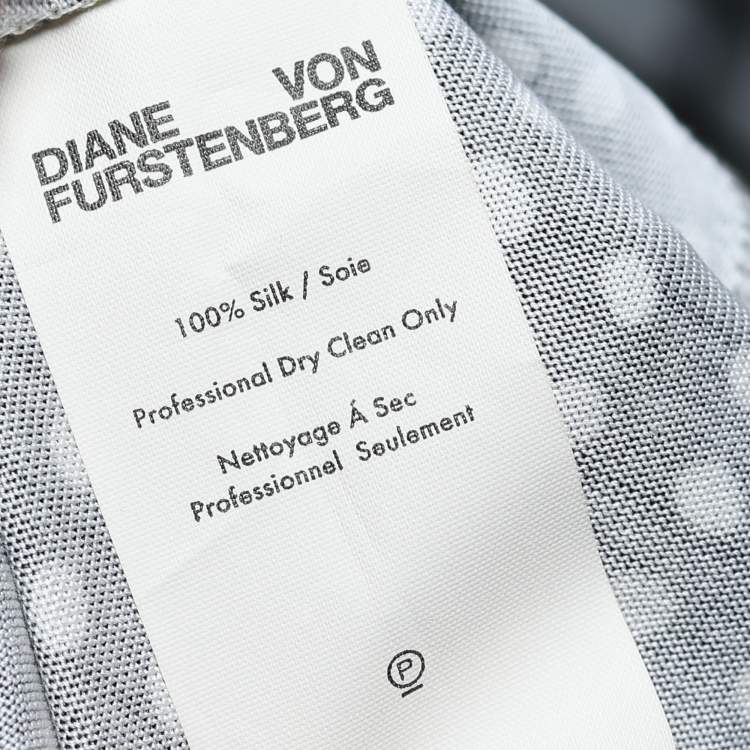 DIANE VON
FURSTENBERG
100% Silk / Soie
Professional Dry Clean Only
Nettoyage Á Sec
Professionnel Seulement
P